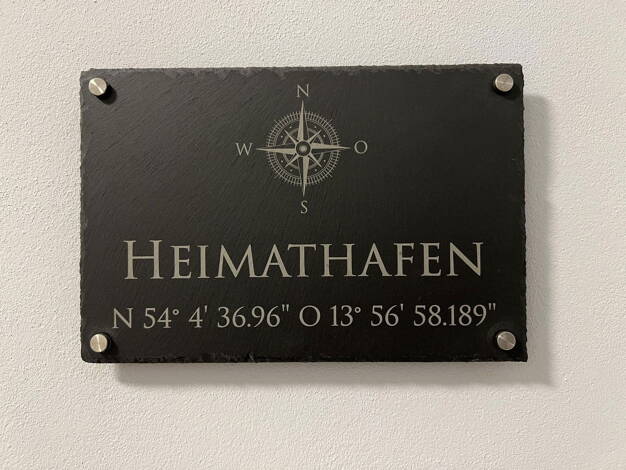 N
W O
S
HEIMATHAFEN
N 54° 4' 36.96" O 13° 56' 58.189"